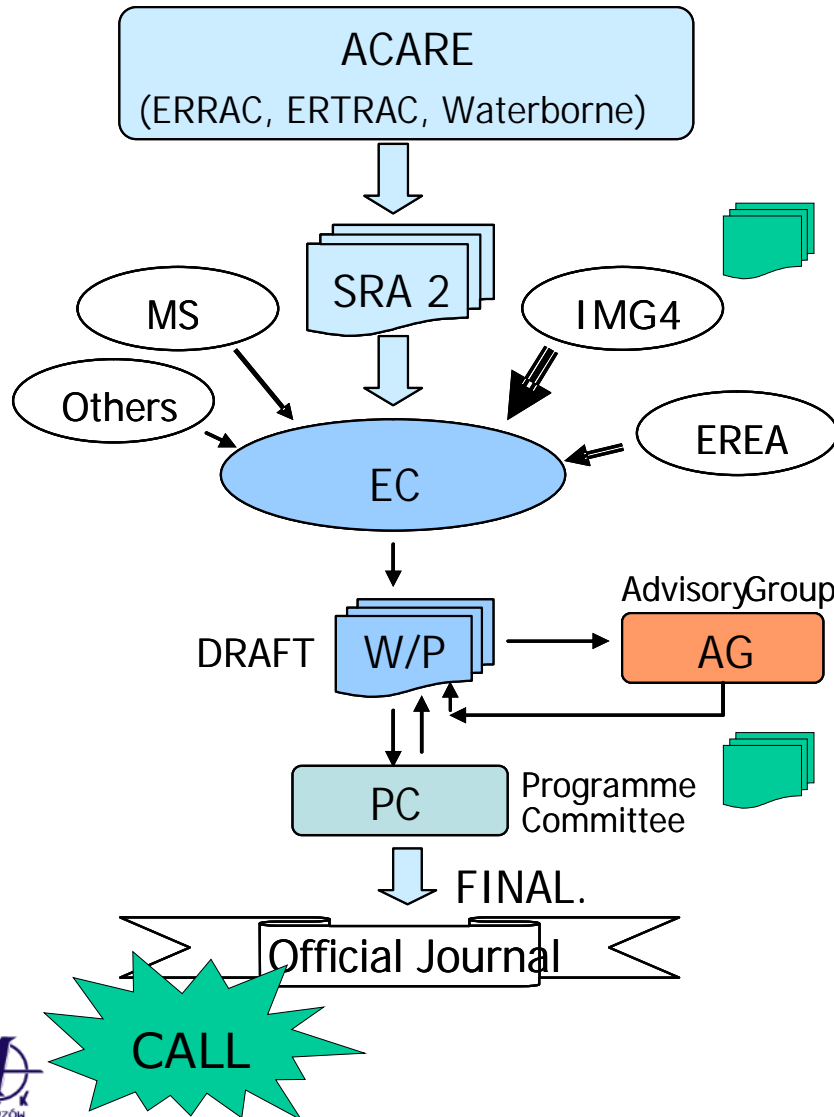 ACARE
(ERRAC, ERTRAC, Waterborne)
SRA 2
MS
IMG4
Others
EREA
EC
AdvisoryGroup
DRAFT
W/P
AG
PC
Programme
Committee
FINAL.
Official Journal
CALL